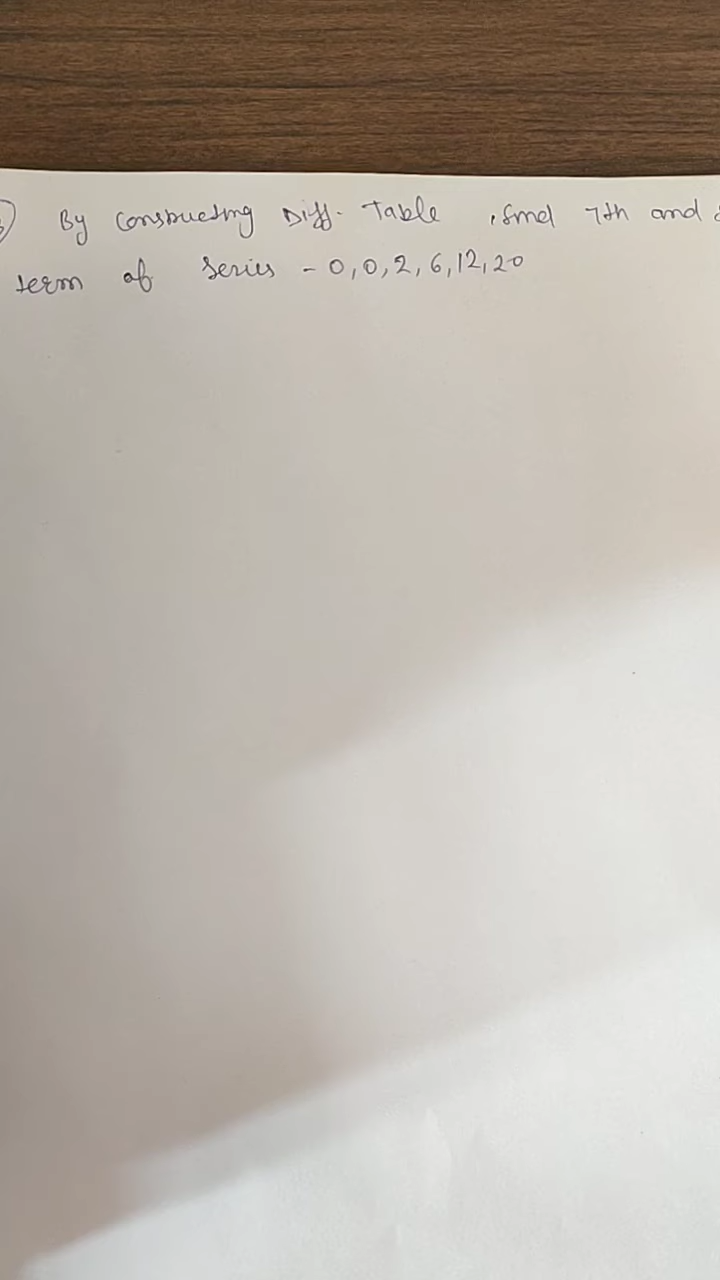 By Constructing Diff. Table , find 7th and
term of Series - 0, 0, 2, 6, 12, 20